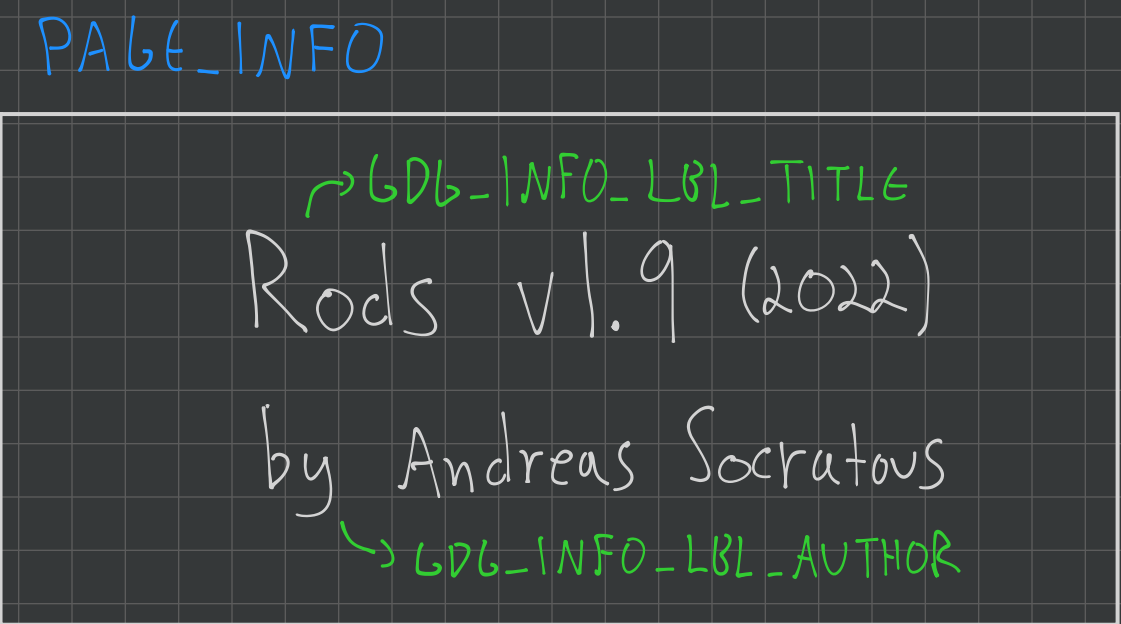 PAGE_INFO
GDG_INFO_LBL_TITLE
Rods v1.9 (2022)
by Andreas Socratous
GDG_INFO_LBL_AUTHOR